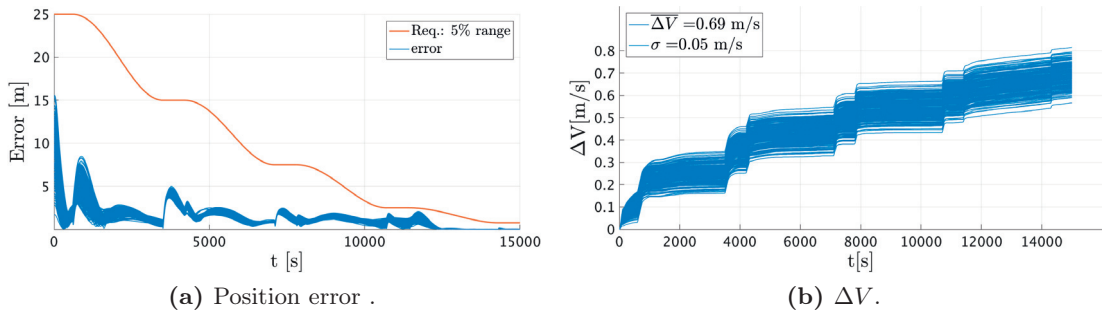 25
20
15
10
5
Error [m]
0
5000
10000
15000
t [s]
Req.: 5% range
error
(a) Position error .
0.8
0.7
0.6
0.5
0.4
0.3
0.2
0.1
0
ΔV[m/s]
0
2000
4000
6000
8000
10000
12000
14000
t[s]
\overline{ΔV} =0.69 m/s
σ =0.05 m/s
(b) ΔV.